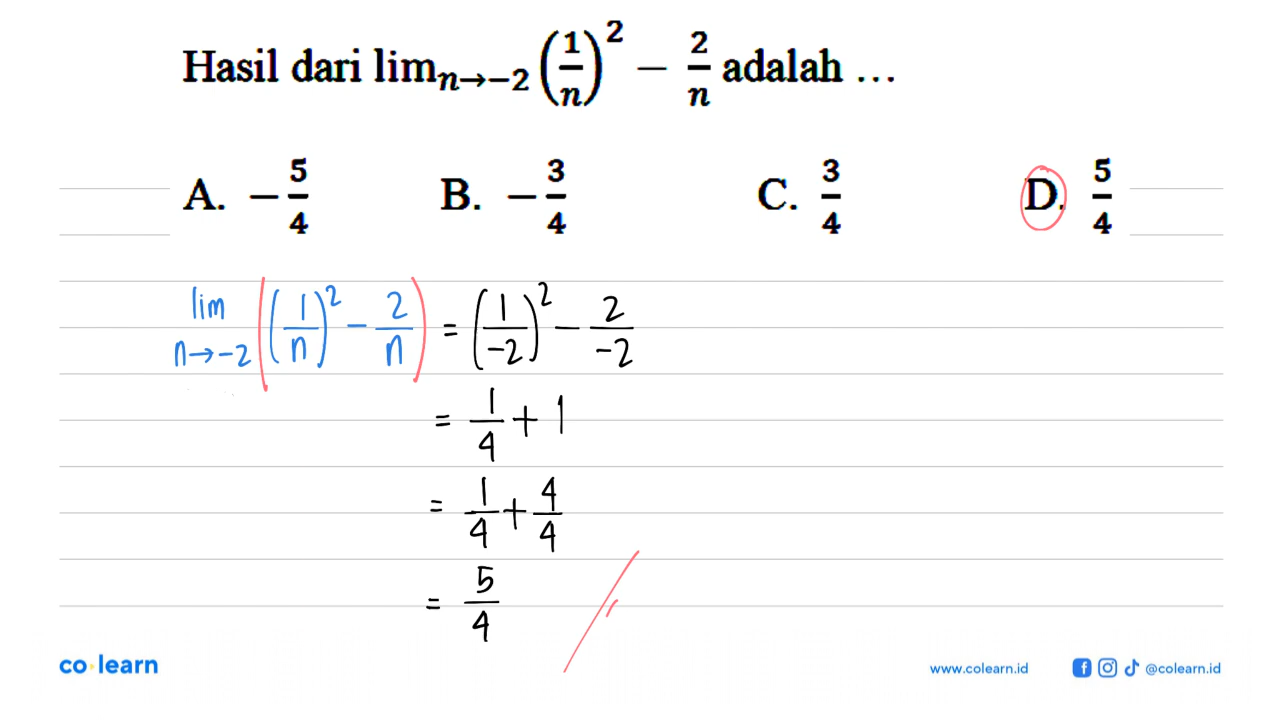 Hasil dari lim_{n→−2} (1/n)^2 − 2/n adalah ...
A. −5/4 B. −3/4 C. 3/4 D. 5/4
lim_{n→−2} ((1/n)^2 − 2/n) = (1/−2)^2 − 2/−2
= 1/4 + 1
= 1/4 + 4/4
= 5/4
co·learn www.colearn.id @colearn.id